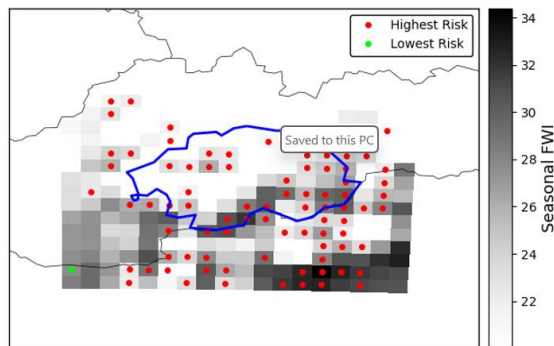 Highest Risk
Lowest Risk
Saved to this PC
34
32
30
28
26
24
22
Seasonal FWI